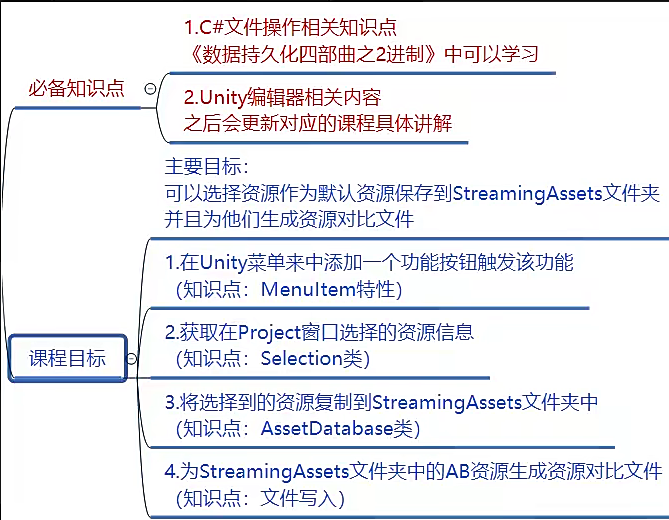 必备知识点
1.C#文件操作相关知识点
《数据持久化四部曲之2进制》中可以学习
2.Unity编辑器相关内容
之后会更新对应的课程具体讲解
课程目标
主要目标：
可以选择资源作为默认资源保存到StreamingAssets文件夹
并且为他们生成资源对比文件
1.在Unity菜单来中添加一个功能按钮触发该功能
（知识点：MenuItem特性）
2.获取在Project窗口选择的资源信息
（知识点：Selection类）
3.将选择到的资源复制到StreamingAssets文件夹中
（知识点：AssetDatabase类）
4.为StreamingAssets文件夹中的AB资源生成资源对比文件
（知识点：文件写入）